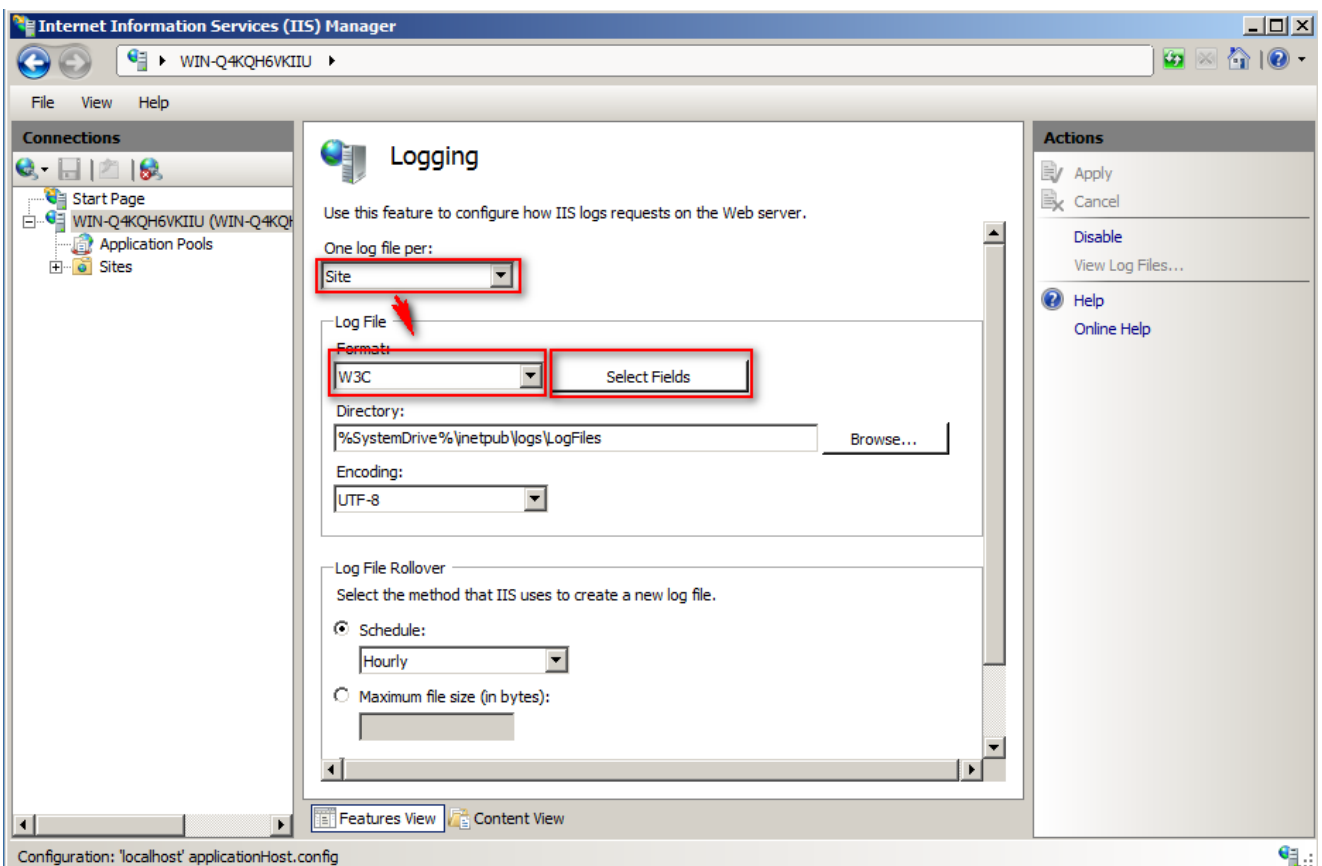 Internet Information Services (IIS) Manager
WIN-Q4KQH6VKIIU
File View Help
Connections
Start Page
WIN-Q4KQH6VKIIU (WIN-Q4KQH
Application Pools
Sites
Logging
Use this feature to configure how IIS logs requests on the Web server.
One log file per:
Site
Log File
Format:
W3C
Select Fields
Directory:
%SystemDrive%\inetpub\logs\LogFiles
Browse...
Encoding:
UTF-8
Log File Rollover
Select the method that IIS uses to create a new log file.
Schedule:
Hourly
Maximum file size (in bytes):
Features View Content View
Actions
Apply
Cancel
Disable
View Log Files...
Help
Online Help
Configuration: 'localhost' applicationHost.config